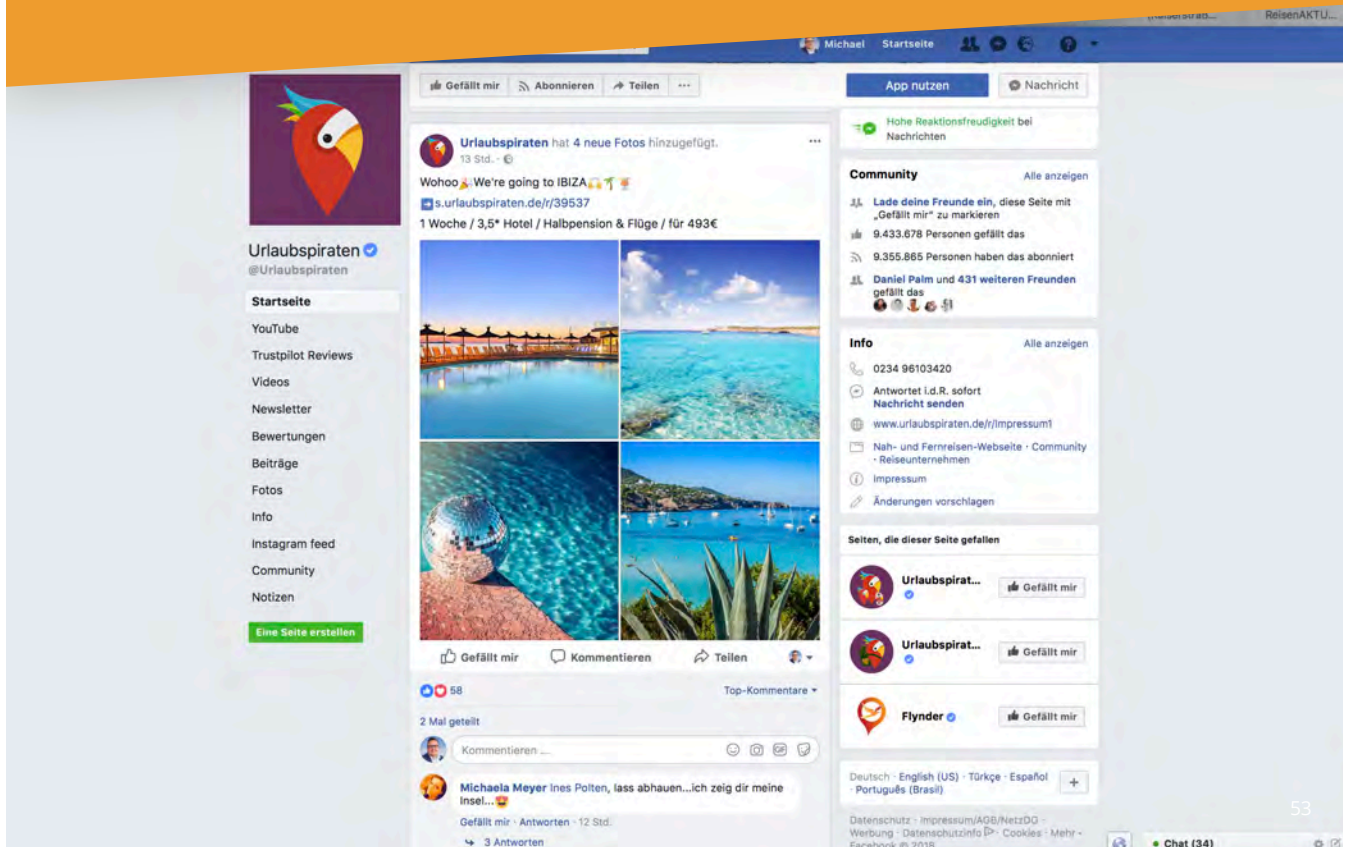 ReisenAKTU...
Michael Startseite
Gefällt mir Abonnieren Teilen ...
App nutzen Nachricht
Urlaubspiraten
@Urlaubspiraten
Startseite
YouTube
Trustpilot Reviews
Videos
Newsletter
Bewertungen
Beiträge
Fotos
Info
Instagram feed
Community
Notizen
Eine Seite erstellen
Urlaubspiraten hat 4 neue Fotos hinzugefügt.
13 Std. ·
Wohoo🎉We're going to IBIZA
s.urlaubspiraten.de/r/39537
1 Woche / 3,5* Hotel / Halbpension & Flüge / für 493€
Gefällt mir Kommentieren Teilen
58 Top-Kommentare
2 Mal geteilt
Kommentieren ...
GIF
Michaela Meyer Ines Polten, lass abhauen...ich zeig dir meine
Insel...
Gefällt mir · Antworten · 12 Std.
3 Antworten
Hohe Reaktionsfreudigkeit bei
Nachrichten
Community Alle anzeigen
Lade deine Freunde ein, diese Seite mit
„Gefällt mir" zu markieren
9.433.678 Personen gefällt das
9.355.865 Personen haben das abonniert
Daniel Palm und 431 weiteren Freunden
gefällt das
Info Alle anzeigen
0234 96103420
Antwortet i.d.R. sofort
Nachricht senden
www.urlaubspiraten.de/r/Impressum1
Nah- und Fernreisen-Webseite · Community
· Reiseunternehmen
Impressum
Änderungen vorschlagen
Seiten, die dieser Seite gefallen
Urlaubspirat... Gefällt mir
Urlaubspirat... Gefällt mir
Flynder Gefällt mir
Deutsch · English (US) · Türkçe · Español
· Português (Brasil) +
Datenschutz · Impressum/AGB/NetzDG ·
Werbung · Datenschutzinfo · Cookies · Mehr
Facebook © 2018
53
Chat (34)